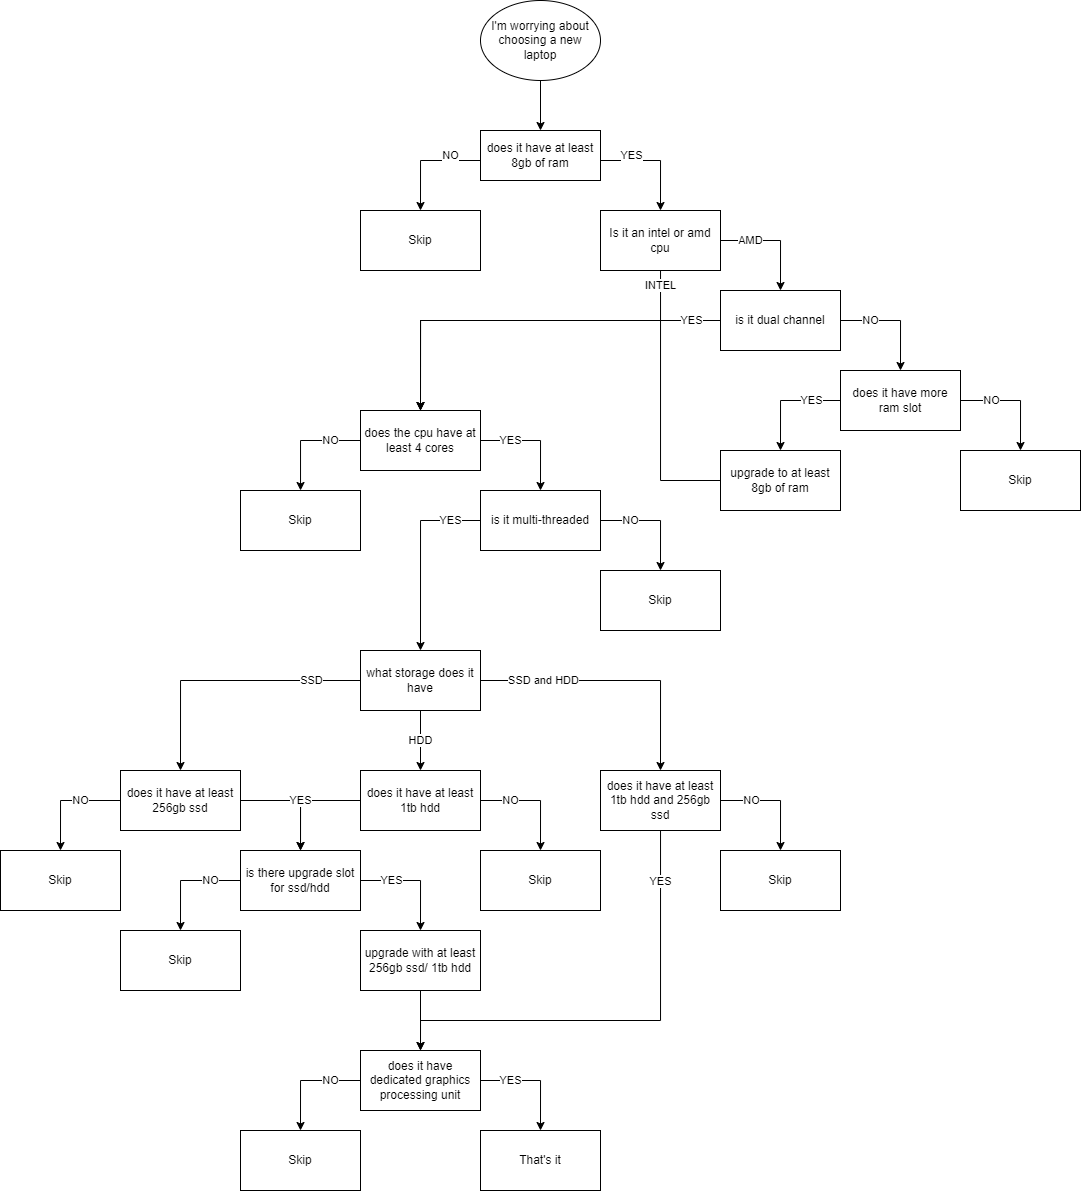 I'm worrying about
choosing a new
laptop
does it have at least
8gb of ram
NO
YES
Skip
Is it an intel or amd
cpu
AMD
INTEL
is it dual channel
YES
NO
does it have more
ram slot
YES
NO
does the cpu have at
least 4 cores
NO
YES
upgrade to at least
8gb of ram
Skip
Skip
is it multi-threaded
YES
NO
Skip
what storage does it
have
SSD
SSD and HDD
HDD
does it have at least
256gb ssd
NO
YES
does it have at least
1tb hdd
NO
does it have at least
1tb hdd and 256gb
ssd
NO
YES
Skip
is there upgrade slot
for ssd/hdd
NO
YES
Skip
Skip
Skip
upgrade with at least
256gb ssd/ 1tb hdd
does it have
dedicated graphics
processing unit
NO
YES
Skip
That's it